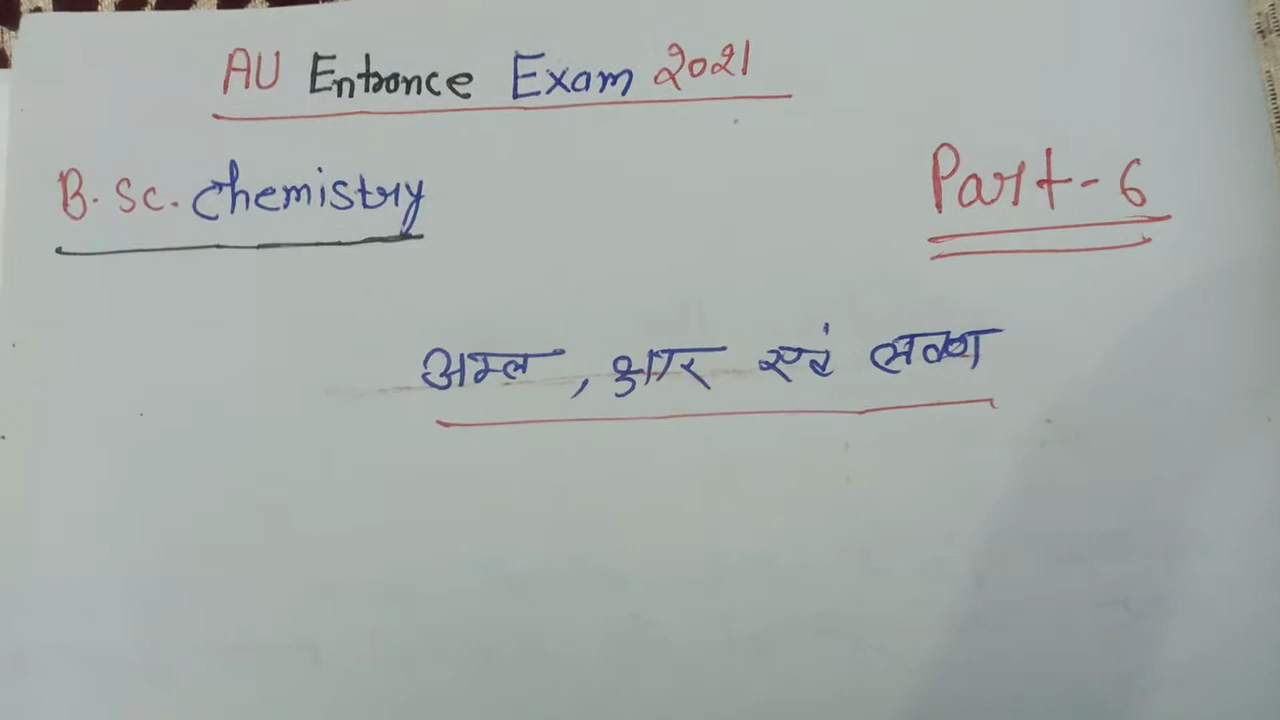 AU Entrance Exam 2021
B.Sc. Chemistry
Part-6
अम्ल, क्षार एवं लवण